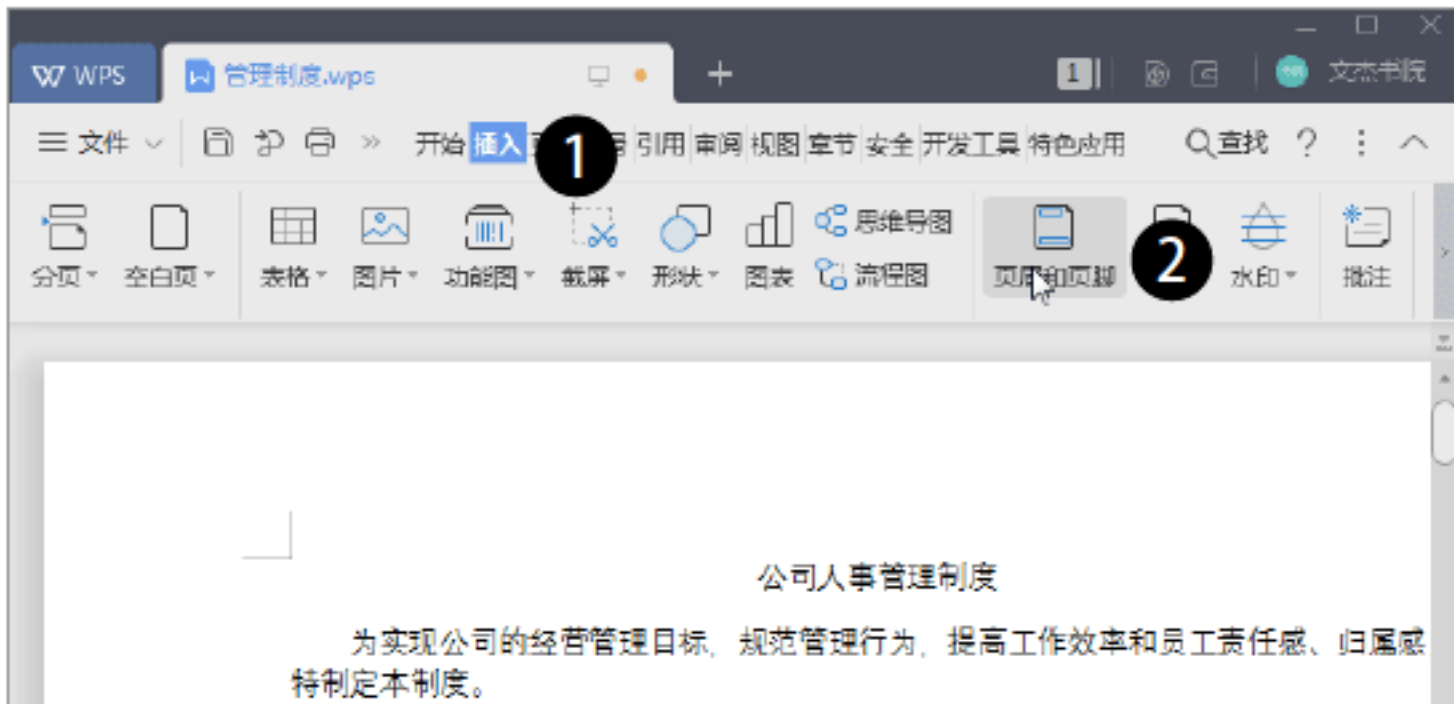 WPS 管理制度.wps 1 文杰书院
文件 开始 插入 引用 审阅 视图 章节 安全 开发工具 特色应用 查找 ?
1
思维导图
2
分页 空白页 表格 图片 功能图 截屏 形状 图表 流程图 页眉和页脚 水印 批注
公司人事管理制度
为实现公司的经营管理目标，规范管理行为，提高工作效率和员工责任感、归属感
特制定本制度。